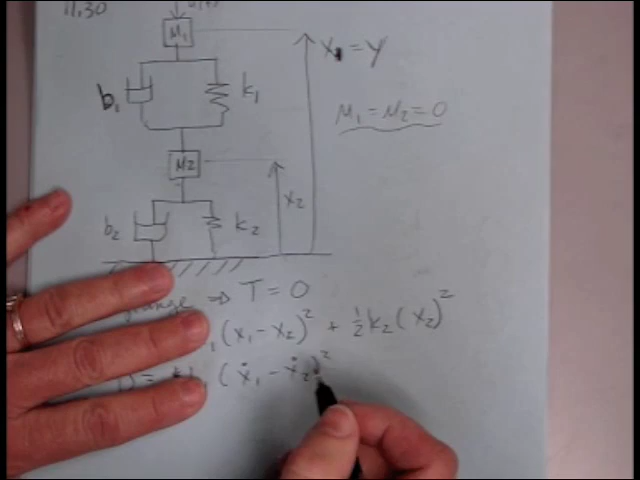 11.30
M₁
x₁ = y
b₁
k₁
M₁ = M₂ = 0
M2
x₂
b₂
k₂
⇒ T = 0
(x₁ - x₂)² + ½ k₂ (x₂)²
D = (ẋ₁ - ẋ₂)²